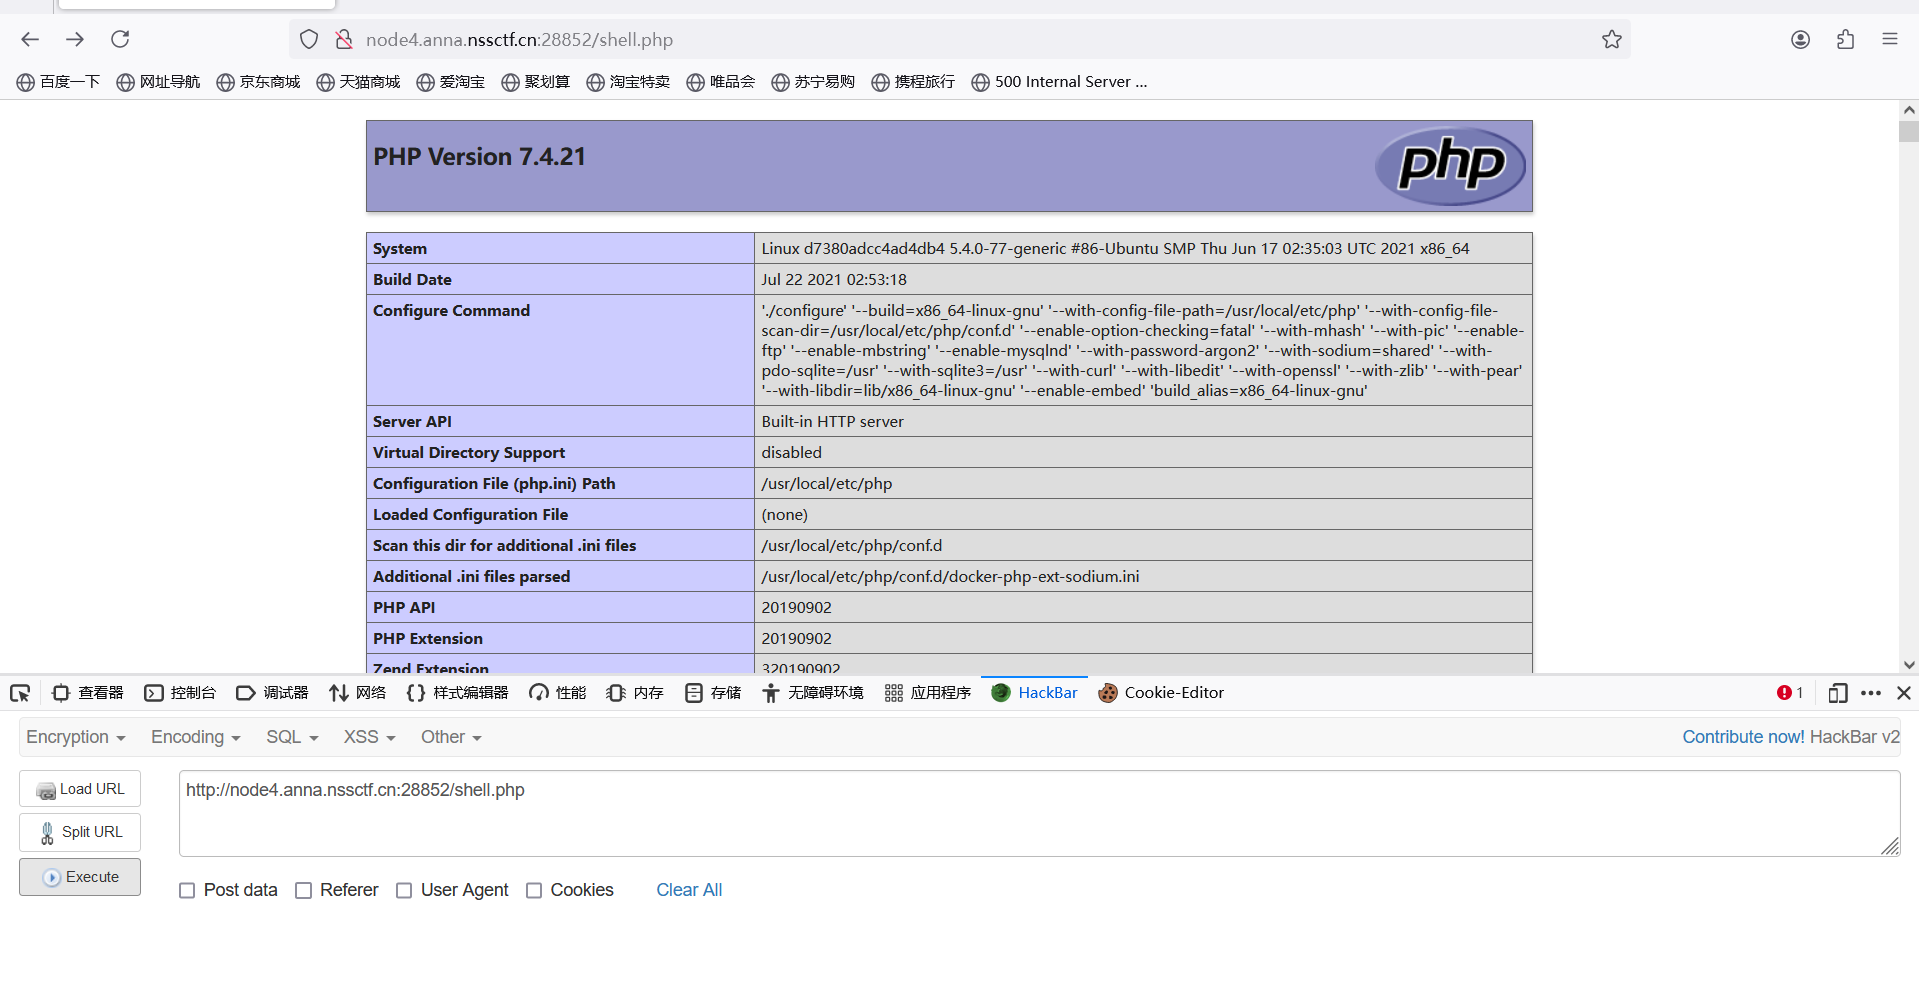 node4.anna.nssctf.cn:28852/shell.php
百度一下 网址导航 京东商城 天猫商城 爱淘宝 聚划算 淘宝特卖 唯品会 苏宁易购 携程旅行 500 Internal Server ...
PHP Version 7.4.21
php
System Linux d7380adcc4ad4db4 5.4.0-77-generic #86-Ubuntu SMP Thu Jun 17 02:35:03 UTC 2021 x86_64
Build Date Jul 22 2021 02:53:18
Configure Command './configure' '--build=x86_64-linux-gnu' '--with-config-file-path=/usr/local/etc/php' '--with-config-file-
scan-dir=/usr/local/etc/php/conf.d' '--enable-option-checking=fatal' '--with-mhash' '--with-pic' '--enable-
ftp' '--enable-mbstring' '--enable-mysqlnd' '--with-password-argon2' '--with-sodium=shared' '--with-
pdo-sqlite=/usr' '--with-sqlite3=/usr' '--with-curl' '--with-libedit' '--with-openssl' '--with-zlib' '--with-pear'
'--with-libdir=lib/x86_64-linux-gnu' '--enable-embed' 'build_alias=x86_64-linux-gnu'
Server API Built-in HTTP server
Virtual Directory Support disabled
Configuration File (php.ini) Path /usr/local/etc/php
Loaded Configuration File (none)
Scan this dir for additional .ini files /usr/local/etc/php/conf.d
Additional .ini files parsed /usr/local/etc/php/conf.d/docker-php-ext-sodium.ini
PHP API 20190902
PHP Extension 20190902
Zend Extension 320190902
查看器 控制台 调试器 网络 样式编辑器 性能 内存 存储 无障碍环境 应用程序 HackBar Cookie-Editor 1
Encryption Encoding SQL XSS Other Contribute now! HackBar v2
Load URL http://node4.anna.nssctf.cn:28852/shell.php
Split URL
Execute
Post data Referer User Agent Cookies Clear All